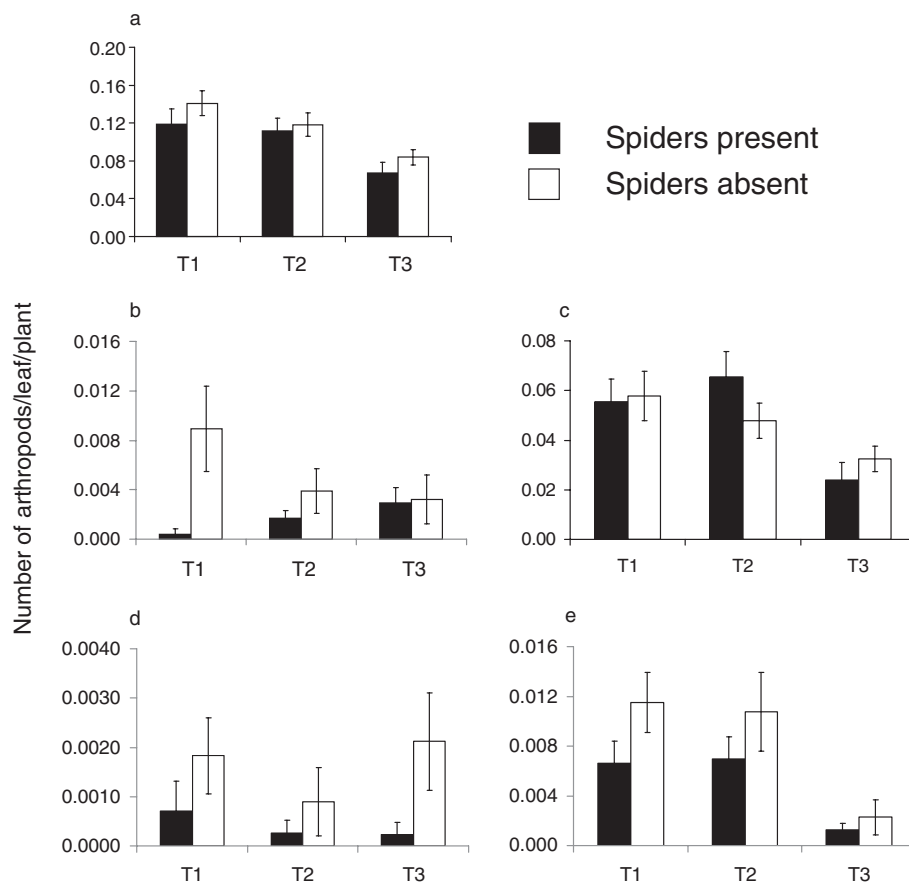 a
0.20
0.16
0.12
0.08
0.04
0.00
T1 T2 T3
Spiders present
Spiders absent
Number of arthropods/leaf/plant
b
0.016
0.012
0.008
0.004
0.000
T1 T2 T3
c
0.08
0.06
0.04
0.02
0.00
T1 T2 T3
d
0.0040
0.0030
0.0020
0.0010
0.0000
T1 T2 T3
e
0.016
0.012
0.008
0.004
0.000
T1 T2 T3